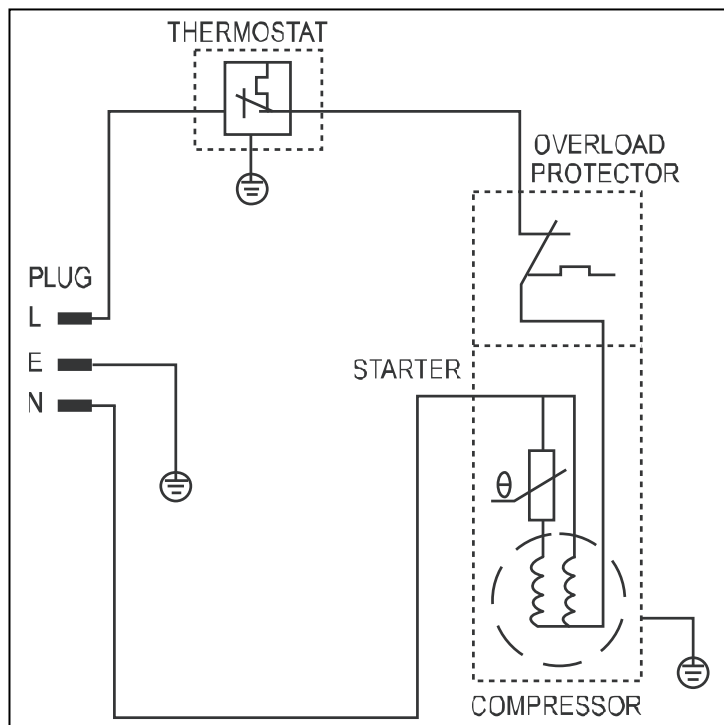 THERMOSTAT
OVERLOAD
PROTECTOR
PLUG
L
E
STARTER
N
θ
COMPRESSOR